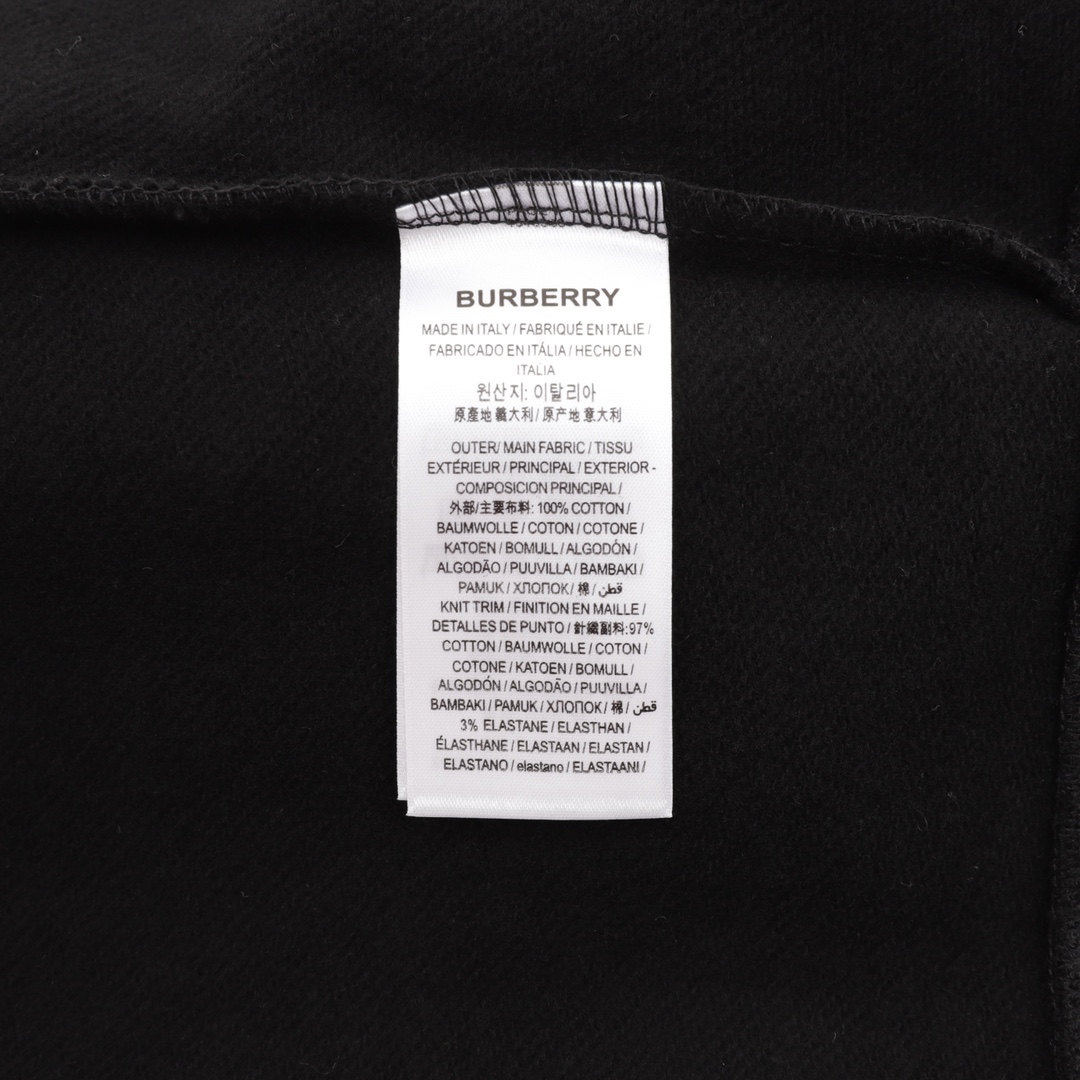 BURBERRY
MADE IN ITALY / FABRIQUÉ EN ITALIE /
FABRICADO EN ITÁLIA / HECHO EN
ITALIA
원산지: 이탈리아
原產地 義大利 / 原产地 意大利
OUTER/ MAIN FABRIC / TISSU
EXTÉRIEUR / PRINCIPAL / EXTERIOR -
COMPOSICION PRINCIPAL /
外部/主要布料: 100% COTTON /
BAUMWOLLE / COTON / COTONE /
KATOEN / BOMULL / ALGODÓN /
ALGODÃO / PUUVILLA / BAMBAKI /
PAMUK / ХЛОПОК / 棉 / قطن
KNIT TRIM / FINITION EN MAILLE /
DETALLES DE PUNTO / 針織副料: 97%
COTTON / BAUMWOLLE / COTON /
COTONE / KATOEN / BOMULL /
ALGODÓN / ALGODÃO / PUUVILLA /
BAMBAKI / PAMUK / ХЛОПОК / 棉 / قطن
3% ELASTANE / ELASTHAN /
ÉLASTHANE / ELASTAAN / ELASTAN /
ELASTANO / elastano / ELASTAANI /